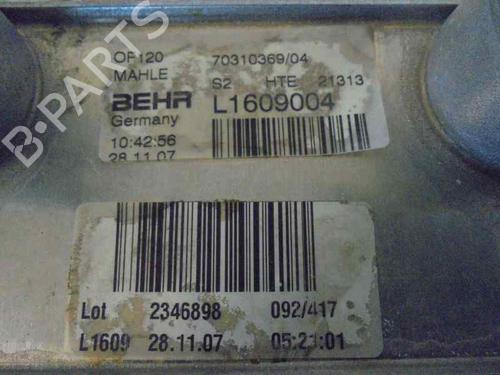 OF120 70310369/04
MAHLE S2 HTE 21313
BEHR L1609004
Germany
10:42:56
28.11.07
Lot 2346898 092/417
L1609 28.11.07 05:23:01
B-PARTS